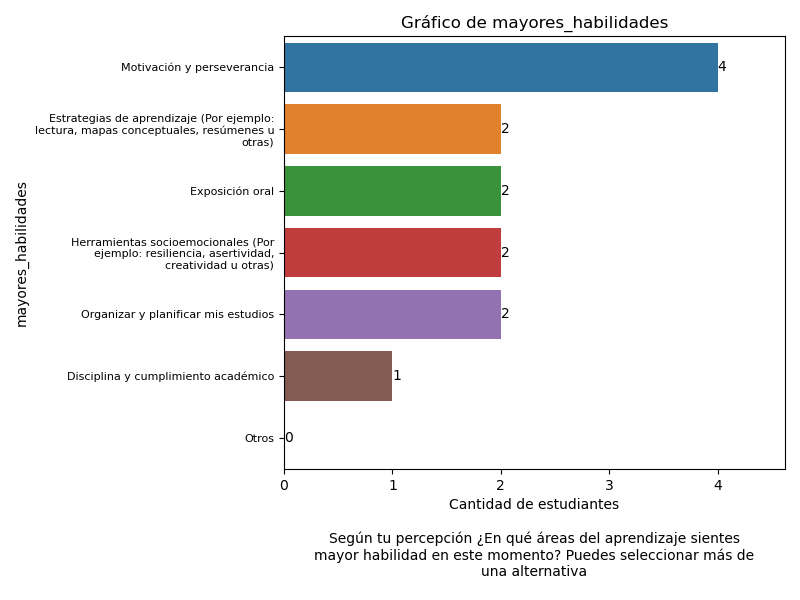 Gráfico de mayores_habilidades
mayores_habilidades
Motivación y perseverancia
4
Estrategias de aprendizaje (Por ejemplo:
lectura, mapas conceptuales, resúmenes u
otras)
2
Exposición oral
2
Herramientas socioemocionales (Por
ejemplo: resiliencia, asertividad,
creatividad u otras)
2
Organizar y planificar mis estudios
2
Disciplina y cumplimiento académico
1
Otros
0
0 1 2 3 4
Cantidad de estudiantes
Según tu percepción ¿En qué áreas del aprendizaje sientes
mayor habilidad en este momento? Puedes seleccionar más de
una alternativa